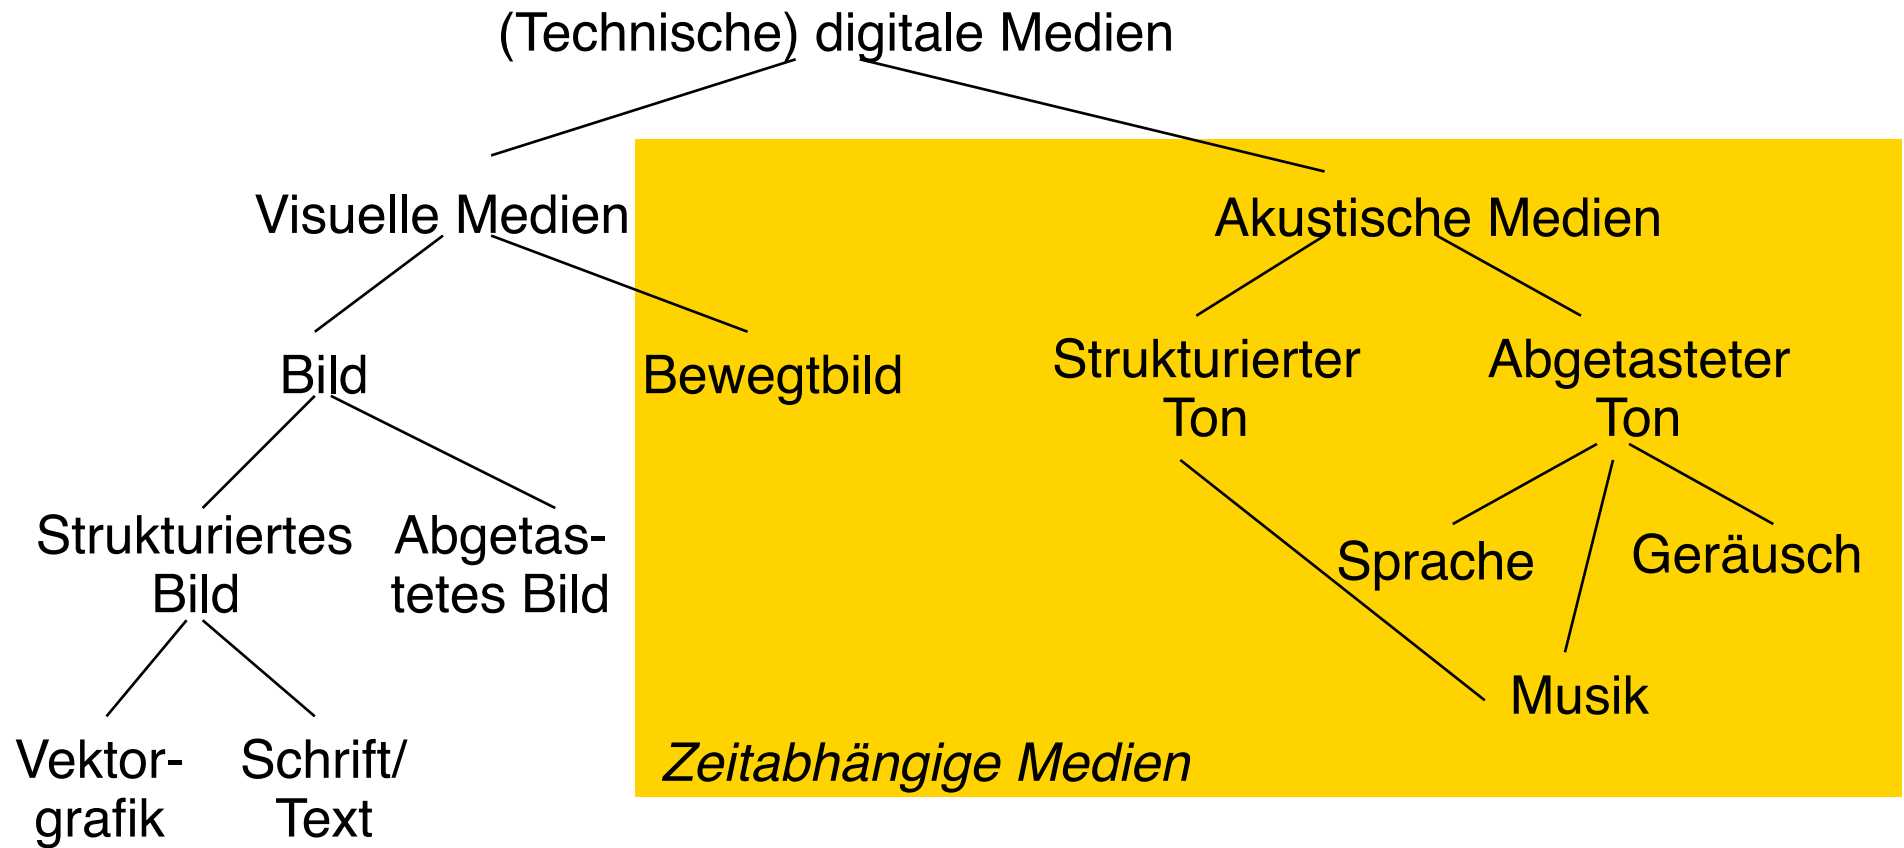 (Technische) digitale Medien
Visuelle Medien
Akustische Medien
Bild
Bewegtbild
Strukturierter
Ton
Abgetasteter
Ton
Strukturiertes
Bild
Abgetas-
tetes Bild
Sprache
Geräusch
Musik
Vektor-
grafik
Schrift/
Text
Zeitabhängige Medien